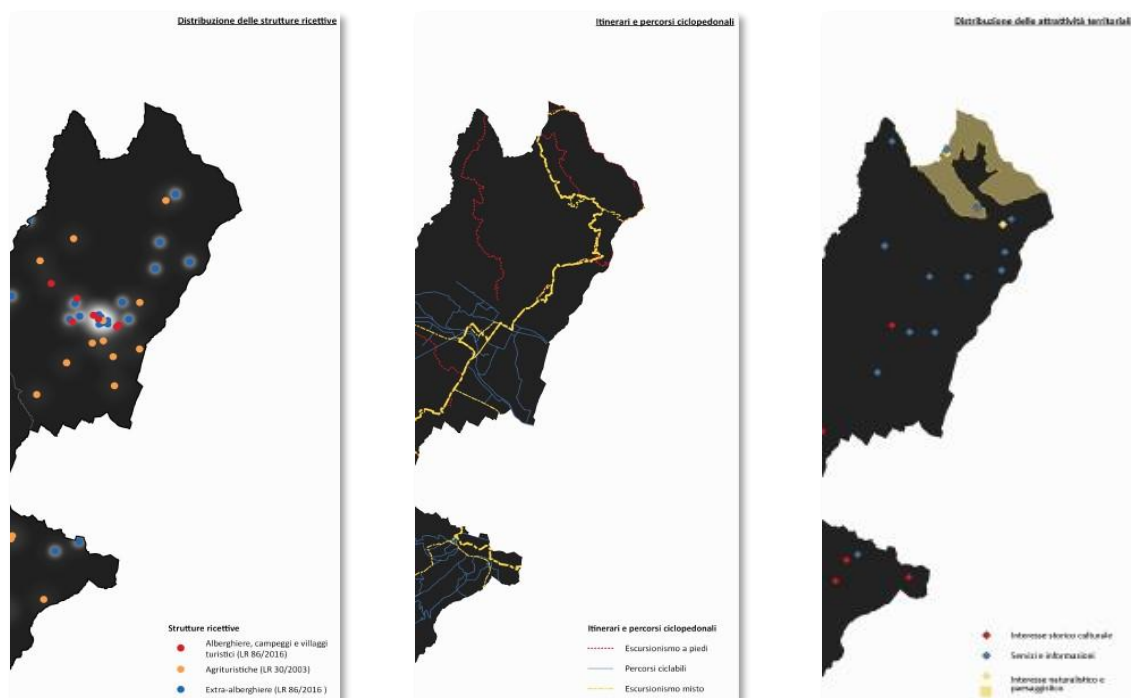 Distribuzione delle strutture ricettive
Strutture ricettive
Alberghiere, campeggi e villaggi
turistici (LR 86/2016)
Agrituristiche (LR 30/2003)
Extra-alberghiere (LR 86/2016 )
Itinerari e percorsi ciclopedonali
Itinerari e percorsi ciclopedonali
Escursionismo a piedi
Percorsi ciclabili
Escursionismo misto
Distribuzione delle attrattività territoriali
Interesse storico culturale
Servizi e informazioni
Interesse naturalistico e
paesaggistico